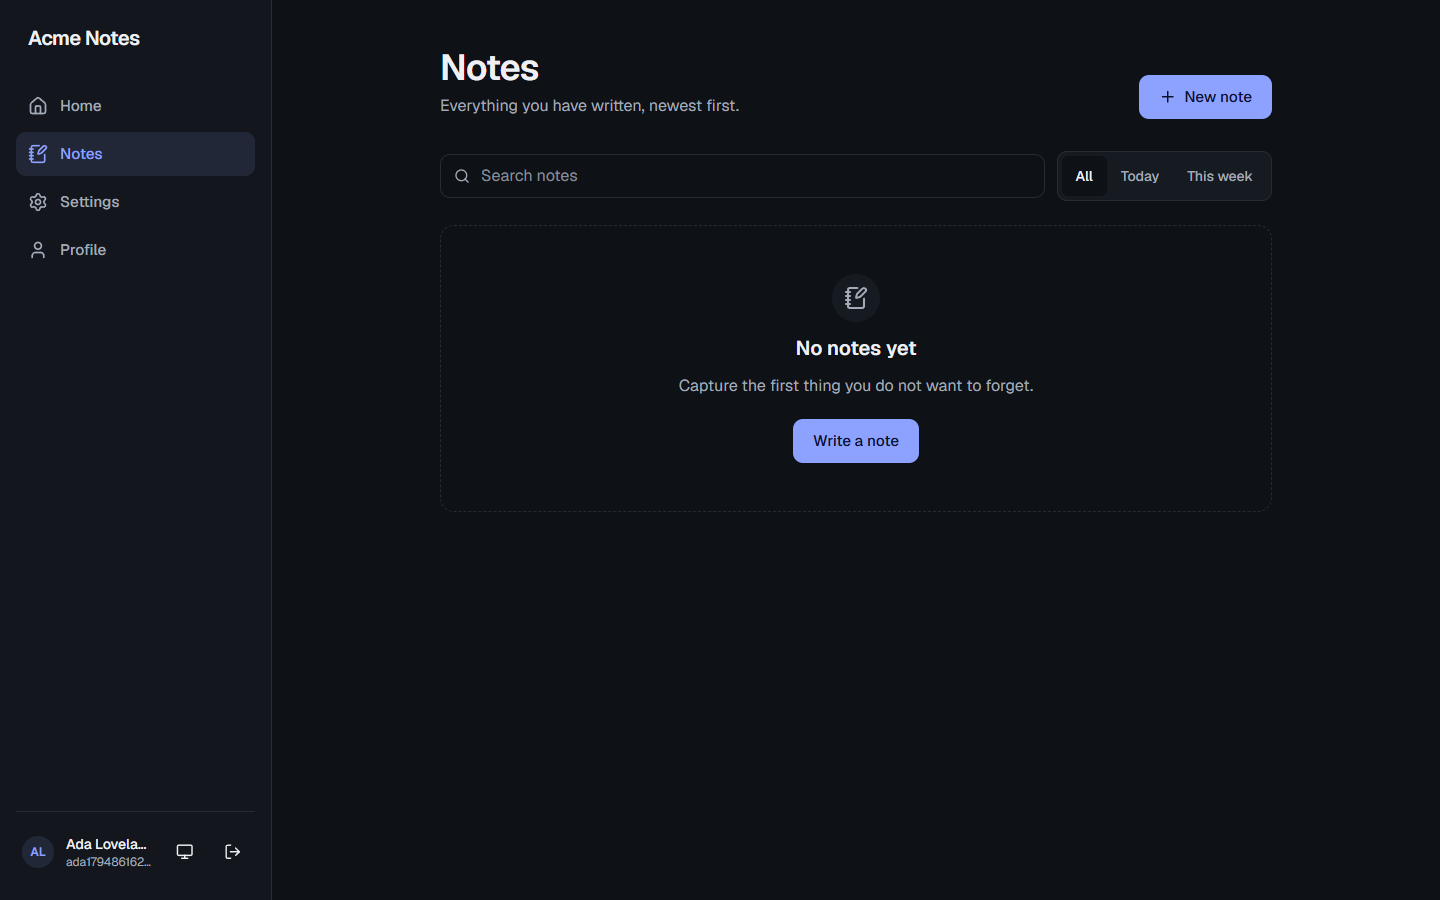 Acme Notes
Home
Notes
Settings
Profile
Ada Lovela...
ada179486162...
AL
Notes
Everything you have written, newest first.
New note
Search notes
All
Today
This week
No notes yet
Capture the first thing you do not want to forget.
Write a note